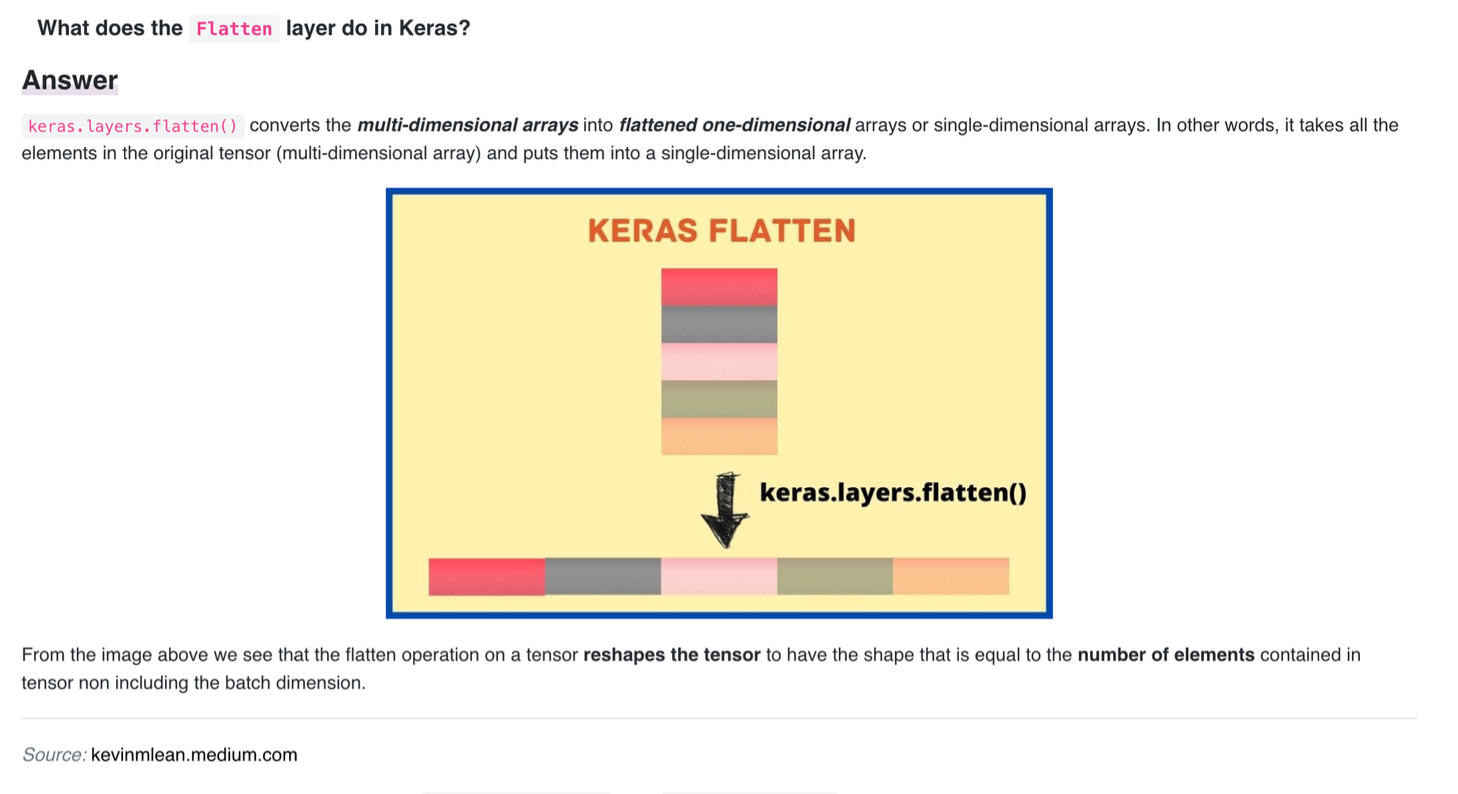 What does the Flatten layer do in Keras?
Answer
keras.layers.flatten() converts the multi-dimensional arrays into flattened one-dimensional arrays or single-dimensional arrays. In other words, it takes all the
elements in the original tensor (multi-dimensional array) and puts them into a single-dimensional array.
KERAS FLATTEN
keras.layers.flatten()
From the image above we see that the flatten operation on a tensor reshapes the tensor to have the shape that is equal to the number of elements contained in
tensor non including the batch dimension.
Source: kevinmlean.medium.com